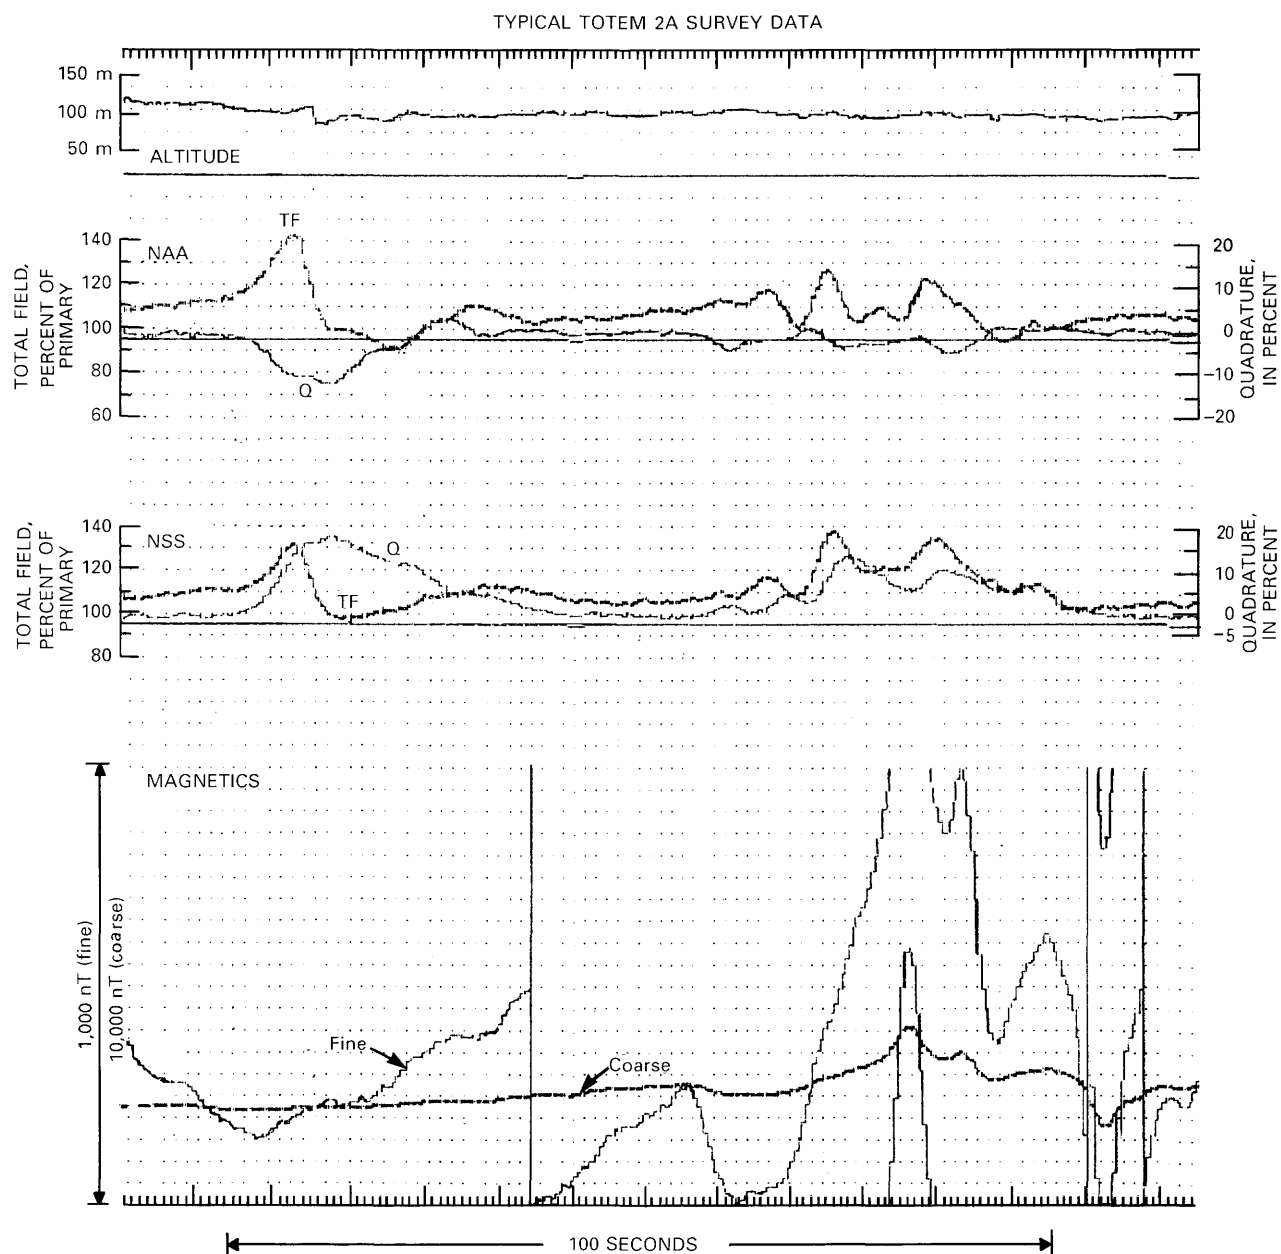 TYPICAL TOTEM 2A SURVEY DATA
150 m
100 m
50 m
ALTITUDE
TF
NAA
140
120
100
80
60
TOTAL FIELD,
PERCENT OF
PRIMARY
Q
20
10
0
-10
-20
QUADRATURE,
IN PERCENT
NSS
140
120
100
80
TOTAL FIELD,
PERCENT OF
PRIMARY
Q
TF
20
10
0
-5
QUADRATURE,
IN PERCENT
MAGNETICS
1,000 nT (fine)
10,000 nT (coarse)
Fine
Coarse
100 SECONDS